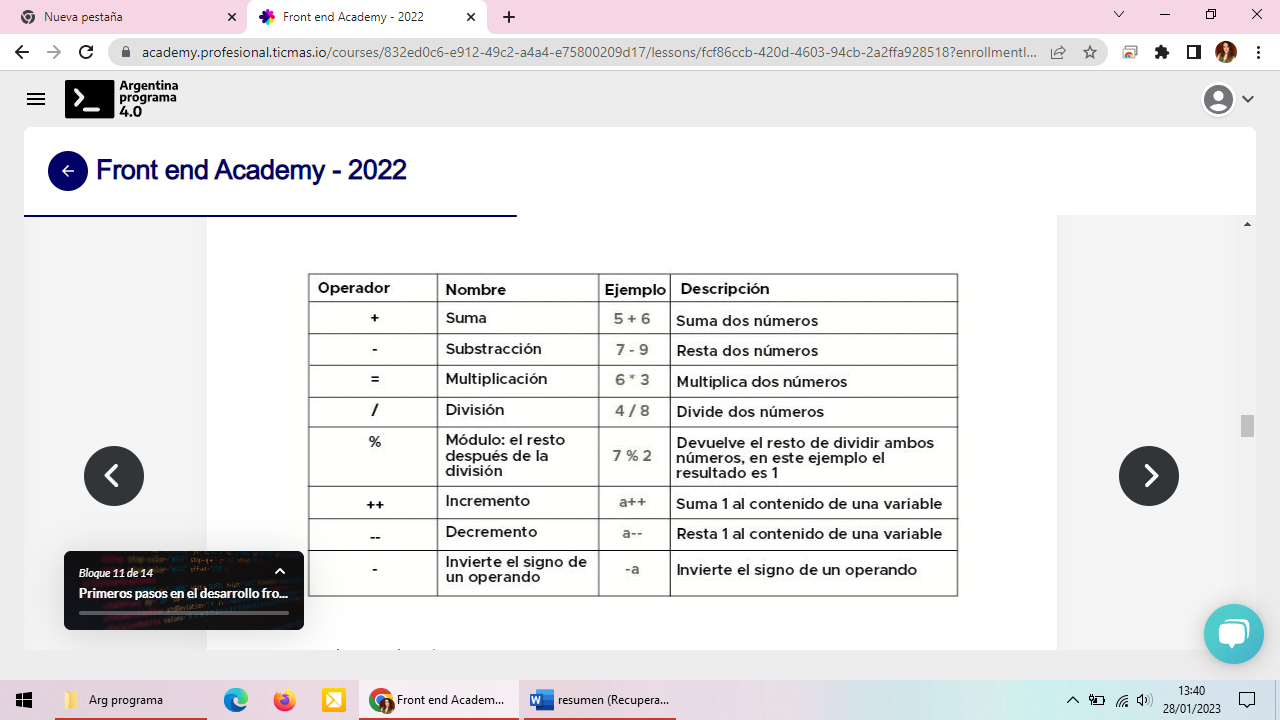 Nueva pestaña
Front end Academy - 2022
academy.profesional.ticmas.io/courses/832ed0c6-e912-49c2-a4a4-e75800209d17/lessons/fcf6f6ccb-420d-4603-94cb-2a2ffa928518?enrollmentI...
Argentina
programa
4.0
Front end Academy - 2022
Operador Nombre Ejemplo Descripción
+ Suma 5 + 6 Suma dos números
- Substracción 7 - 9 Resta dos números
= Multiplicación 6 * 3 Multiplica dos números
/ División 4 / 8 Divide dos números
% Módulo: el resto
después de la
división
7 % 2
Devuelve el resto de dividir ambos
números, en este ejemplo el
resultado es 1
++ Incremento a++ Suma 1 al contenido de una variable
-- Decremento a-- Resta 1 al contenido de una variable
- Invierte el signo de
un operando
-a Invierte el signo de un operando
Bloque 11 de 14
Primeros pasos en el desarrollo fro...
Arg programa
Front end Academ...
resumen (Recupera...
13:40
28/01/2023